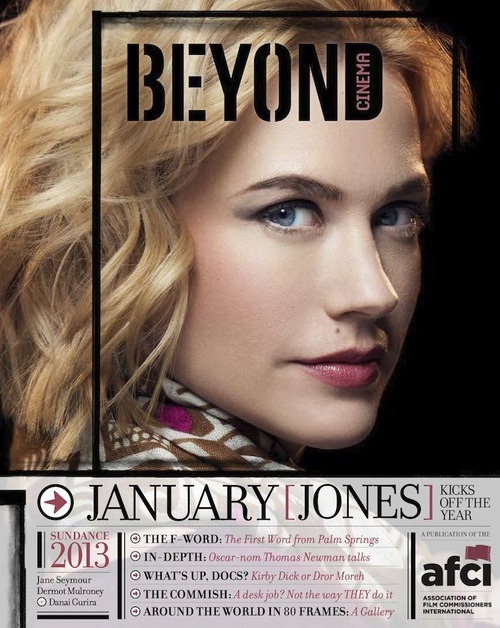 BEYOND
CINEMA
JANUARY [JONES]
KICKS
OFF THE
YEAR
SUNDANCE
2013
Jane Seymour
Dermot Mulroney
Danai Gurira
THE F-WORD: The First Word from Palm Springs
IN-DEPTH: Oscar-nom Thomas Newman talks
WHAT'S UP, DOCS? Kirby Dick or Dror Moreh
THE COMMISH: A desk job? Not the way THEY do it
AROUND THE WORLD IN 80 FRAMES: A Gallery
A PUBLICATION OF THE
afci
ASSOCIATION OF
FILM COMMISSIONERS
INTERNATIONAL